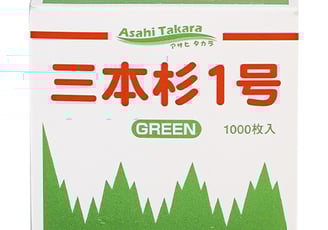 Asahi Takara
アサヒ タカラ
三本杉1号
GREEN
1000枚入